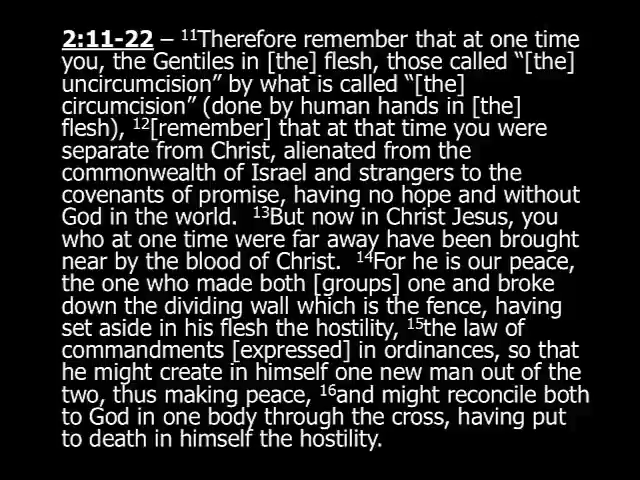 2:11-22 – ¹¹Therefore remember that at one time
you, the Gentiles in [the] flesh, those called “[the]
uncircumcision” by what is called “[the]
circumcision” (done by human hands in [the]
flesh), ¹²[remember] that at that time you were
separate from Christ, alienated from the
commonwealth of Israel and strangers to the
covenants of promise, having no hope and without
God in the world.  ¹³But now in Christ Jesus, you
who at one time were far away have been brought
near by the blood of Christ.  ¹⁴For he is our peace,
the one who made both [groups] one and broke
down the dividing wall which is the fence, having
set aside in his flesh the hostility, ¹⁵the law of
commandments [expressed] in ordinances, so that
he might create in himself one new man out of the
two, thus making peace, ¹⁶and might reconcile both
to God in one body through the cross, having put
to death in himself the hostility.